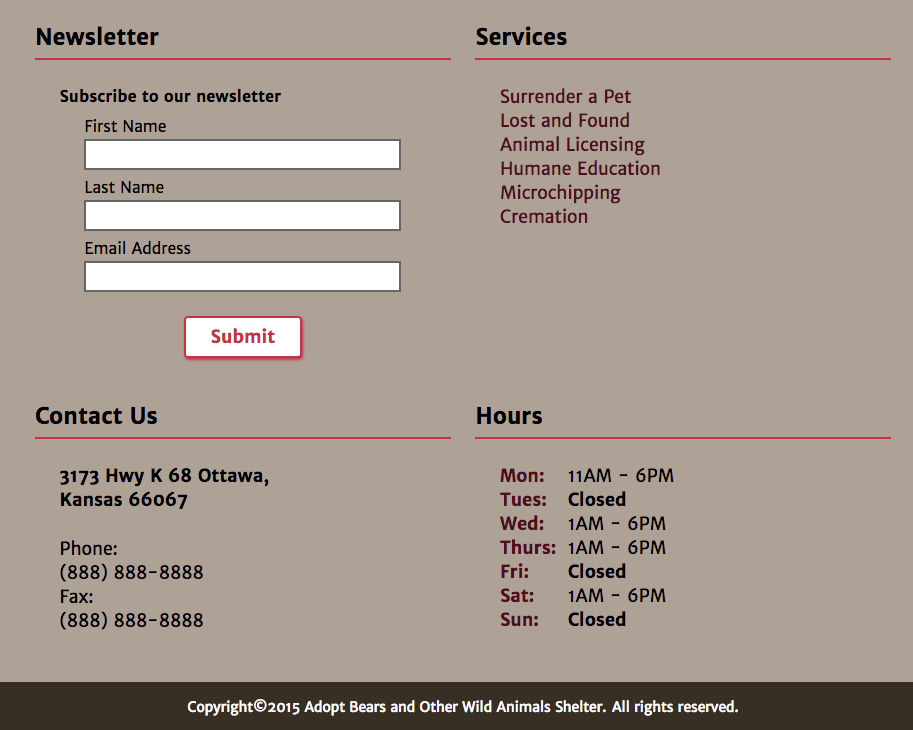 Newsletter
Subscribe to our newsletter
First Name
Last Name
Email Address
Submit
Services
Surrender a Pet
Lost and Found
Animal Licensing
Humane Education
Microchipping
Cremation
Contact Us
3173 Hwy K 68 Ottawa,
Kansas 66067
Phone:
(888) 888-8888
Fax:
(888) 888-8888
Hours
Mon: 11AM - 6PM
Tues: Closed
Wed: 1AM - 6PM
Thurs: 1AM - 6PM
Fri: Closed
Sat: 1AM - 6PM
Sun: Closed
Copyright©2015 Adopt Bears and Other Wild Animals Shelter. All rights reserved.